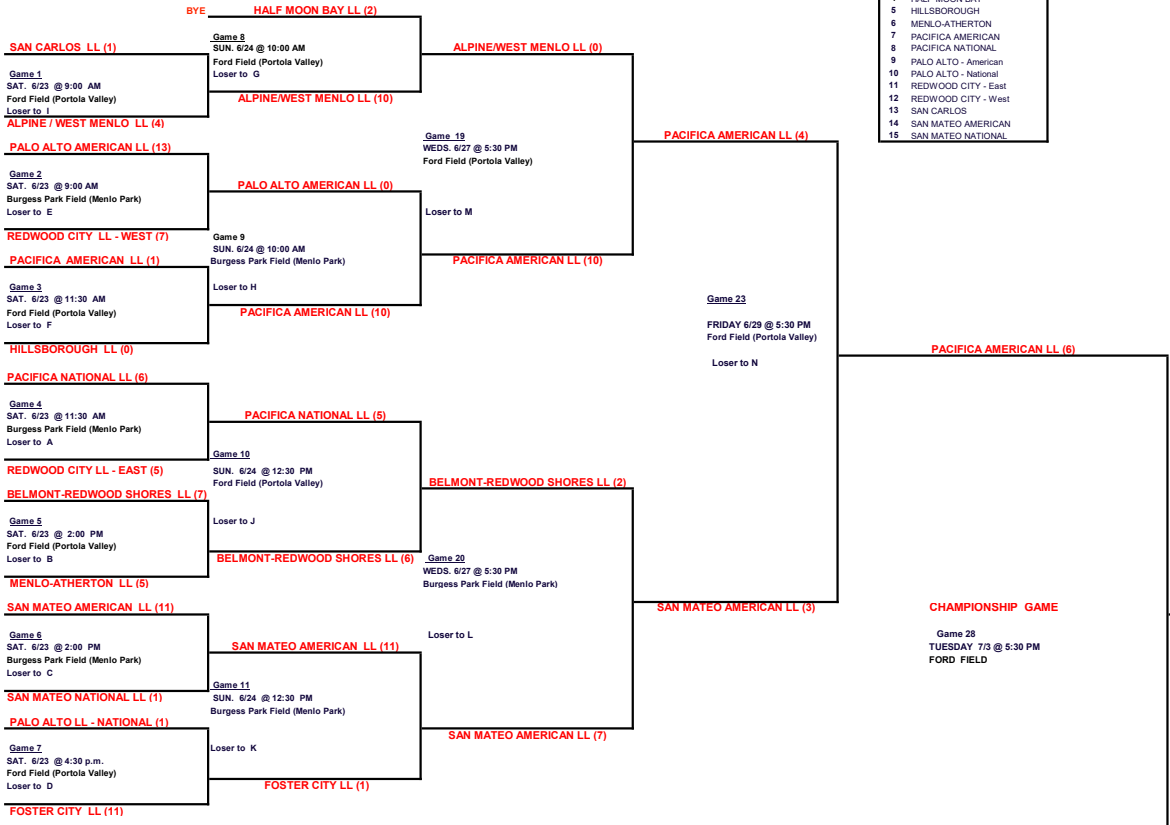 BYE
HALF MOON BAY LL (2)
Game 8
SUN. 6/24 @ 10:00 AM
Ford Field (Portola Valley)
Loser to G
ALPINE/WEST MENLO LL (10)
SAN CARLOS LL (1)
Game 1
SAT. 6/23 @ 9:00 AM
Ford Field (Portola Valley)
Loser to I
ALPINE / WEST MENLO LL (4)
PALO ALTO AMERICAN LL (13)
Game 2
SAT. 6/23 @ 9:00 AM
Burgess Park Field (Menlo Park)
Loser to E
REDWOOD CITY LL - WEST (7)
PACIFICA AMERICAN LL (1)
Game 3
SAT. 6/23 @ 11:30 AM
Ford Field (Portola Valley)
Loser to F
HILLSBOROUGH LL (0)
PACIFICA NATIONAL LL (6)
Game 4
SAT. 6/23 @ 11:30 AM
Burgess Park Field (Menlo Park)
Loser to A
REDWOOD CITY LL - EAST (5)
BELMONT-REDWOOD SHORES LL (7)
Game 5
SAT. 6/23 @ 2:00 PM
Ford Field (Portola Valley)
Loser to B
MENLO-ATHERTON LL (5)
SAN MATEO AMERICAN LL (11)
Game 6
SAT. 6/23 @ 2:00 PM
Burgess Park Field (Menlo Park)
Loser to C
SAN MATEO NATIONAL LL (1)
PALO ALTO LL - NATIONAL (1)
Game 7
SAT. 6/23 @ 4:30 p.m.
Ford Field (Portola Valley)
Loser to D
FOSTER CITY LL (11)
PALO ALTO AMERICAN LL (0)
Game 9
SUN. 6/24 @ 10:00 AM
Burgess Park Field (Menlo Park)
Loser to H
PACIFICA AMERICAN LL (10)
PACIFICA NATIONAL LL (5)
Game 10
SUN. 6/24 @ 12:30 PM
Ford Field (Portola Valley)
Loser to J
BELMONT-REDWOOD SHORES LL (6)
SAN MATEO AMERICAN LL (11)
Game 11
SUN. 6/24 @ 12:30 PM
Burgess Park Field (Menlo Park)
Loser to K
FOSTER CITY LL (1)
ALPINE/WEST MENLO LL (0)
Game 19
WEDS. 6/27 @ 5:30 PM
Ford Field (Portola Valley)
Loser to M
PACIFICA AMERICAN LL (10)
BELMONT-REDWOOD SHORES LL (2)
Game 20
WEDS. 6/27 @ 5:30 PM
Burgess Park Field (Menlo Park)
Loser to L
SAN MATEO AMERICAN LL (7)
PACIFICA AMERICAN LL (4)
Game 23
FRIDAY 6/29 @ 5:30 PM
Ford Field (Portola Valley)
Loser to N
SAN MATEO AMERICAN LL (3)
PACIFICA AMERICAN LL (6)
CHAMPIONSHIP GAME
Game 28
TUESDAY 7/3 @ 5:30 PM
FORD FIELD
5 HILLSBOROUGH
6 MENLO-ATHERTON
7 PACIFICA AMERICAN
8 PACIFICA NATIONAL
9 PALO ALTO - American
10 PALO ALTO - National
11 REDWOOD CITY - East
12 REDWOOD CITY - West
13 SAN CARLOS
14 SAN MATEO AMERICAN
15 SAN MATEO NATIONAL